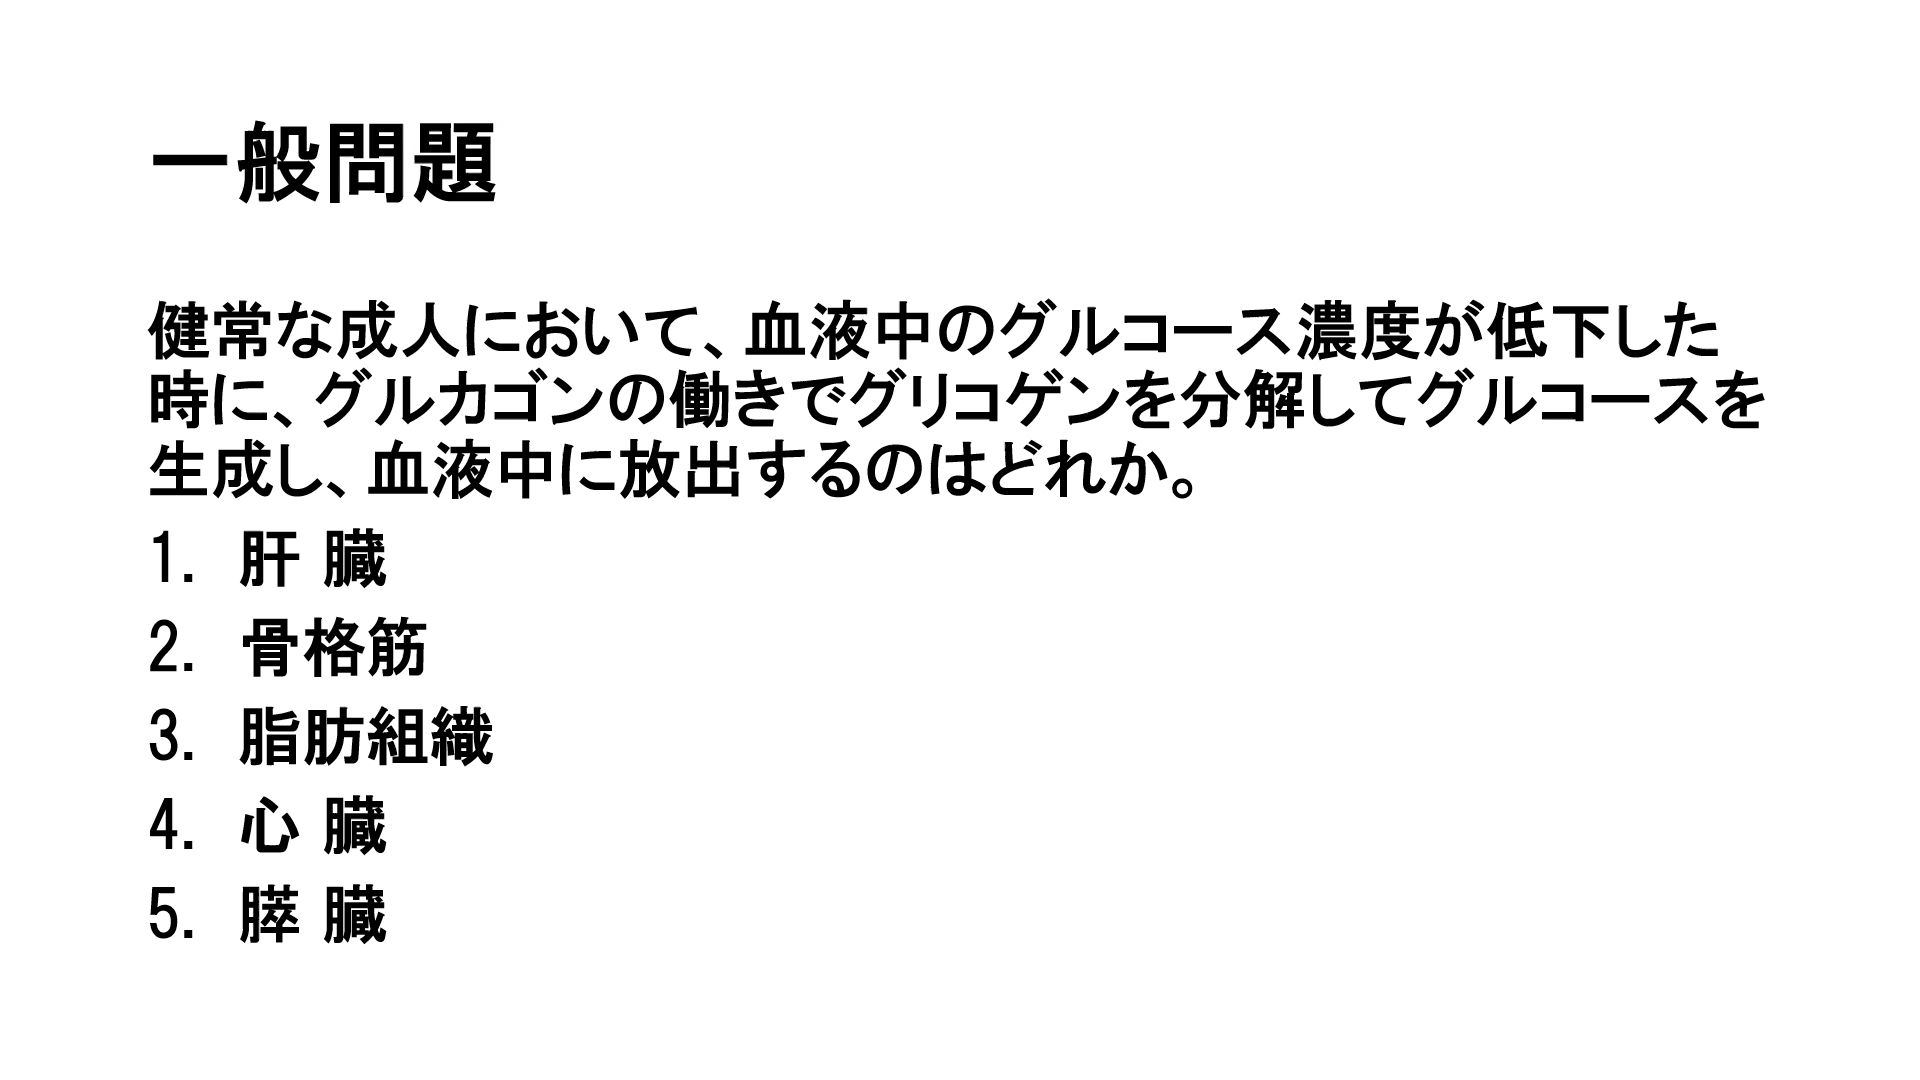 一般問題
健常な成人において、血液中のグルコース濃度が低下した
時に、グルカゴンの働きでグリコゲンを分解してグルコースを
生成し、血液中に放出するのはどれか。
1. 肝 臓
2. 骨格筋
3. 脂肪組織
4. 心 臓
5. 膵 臓